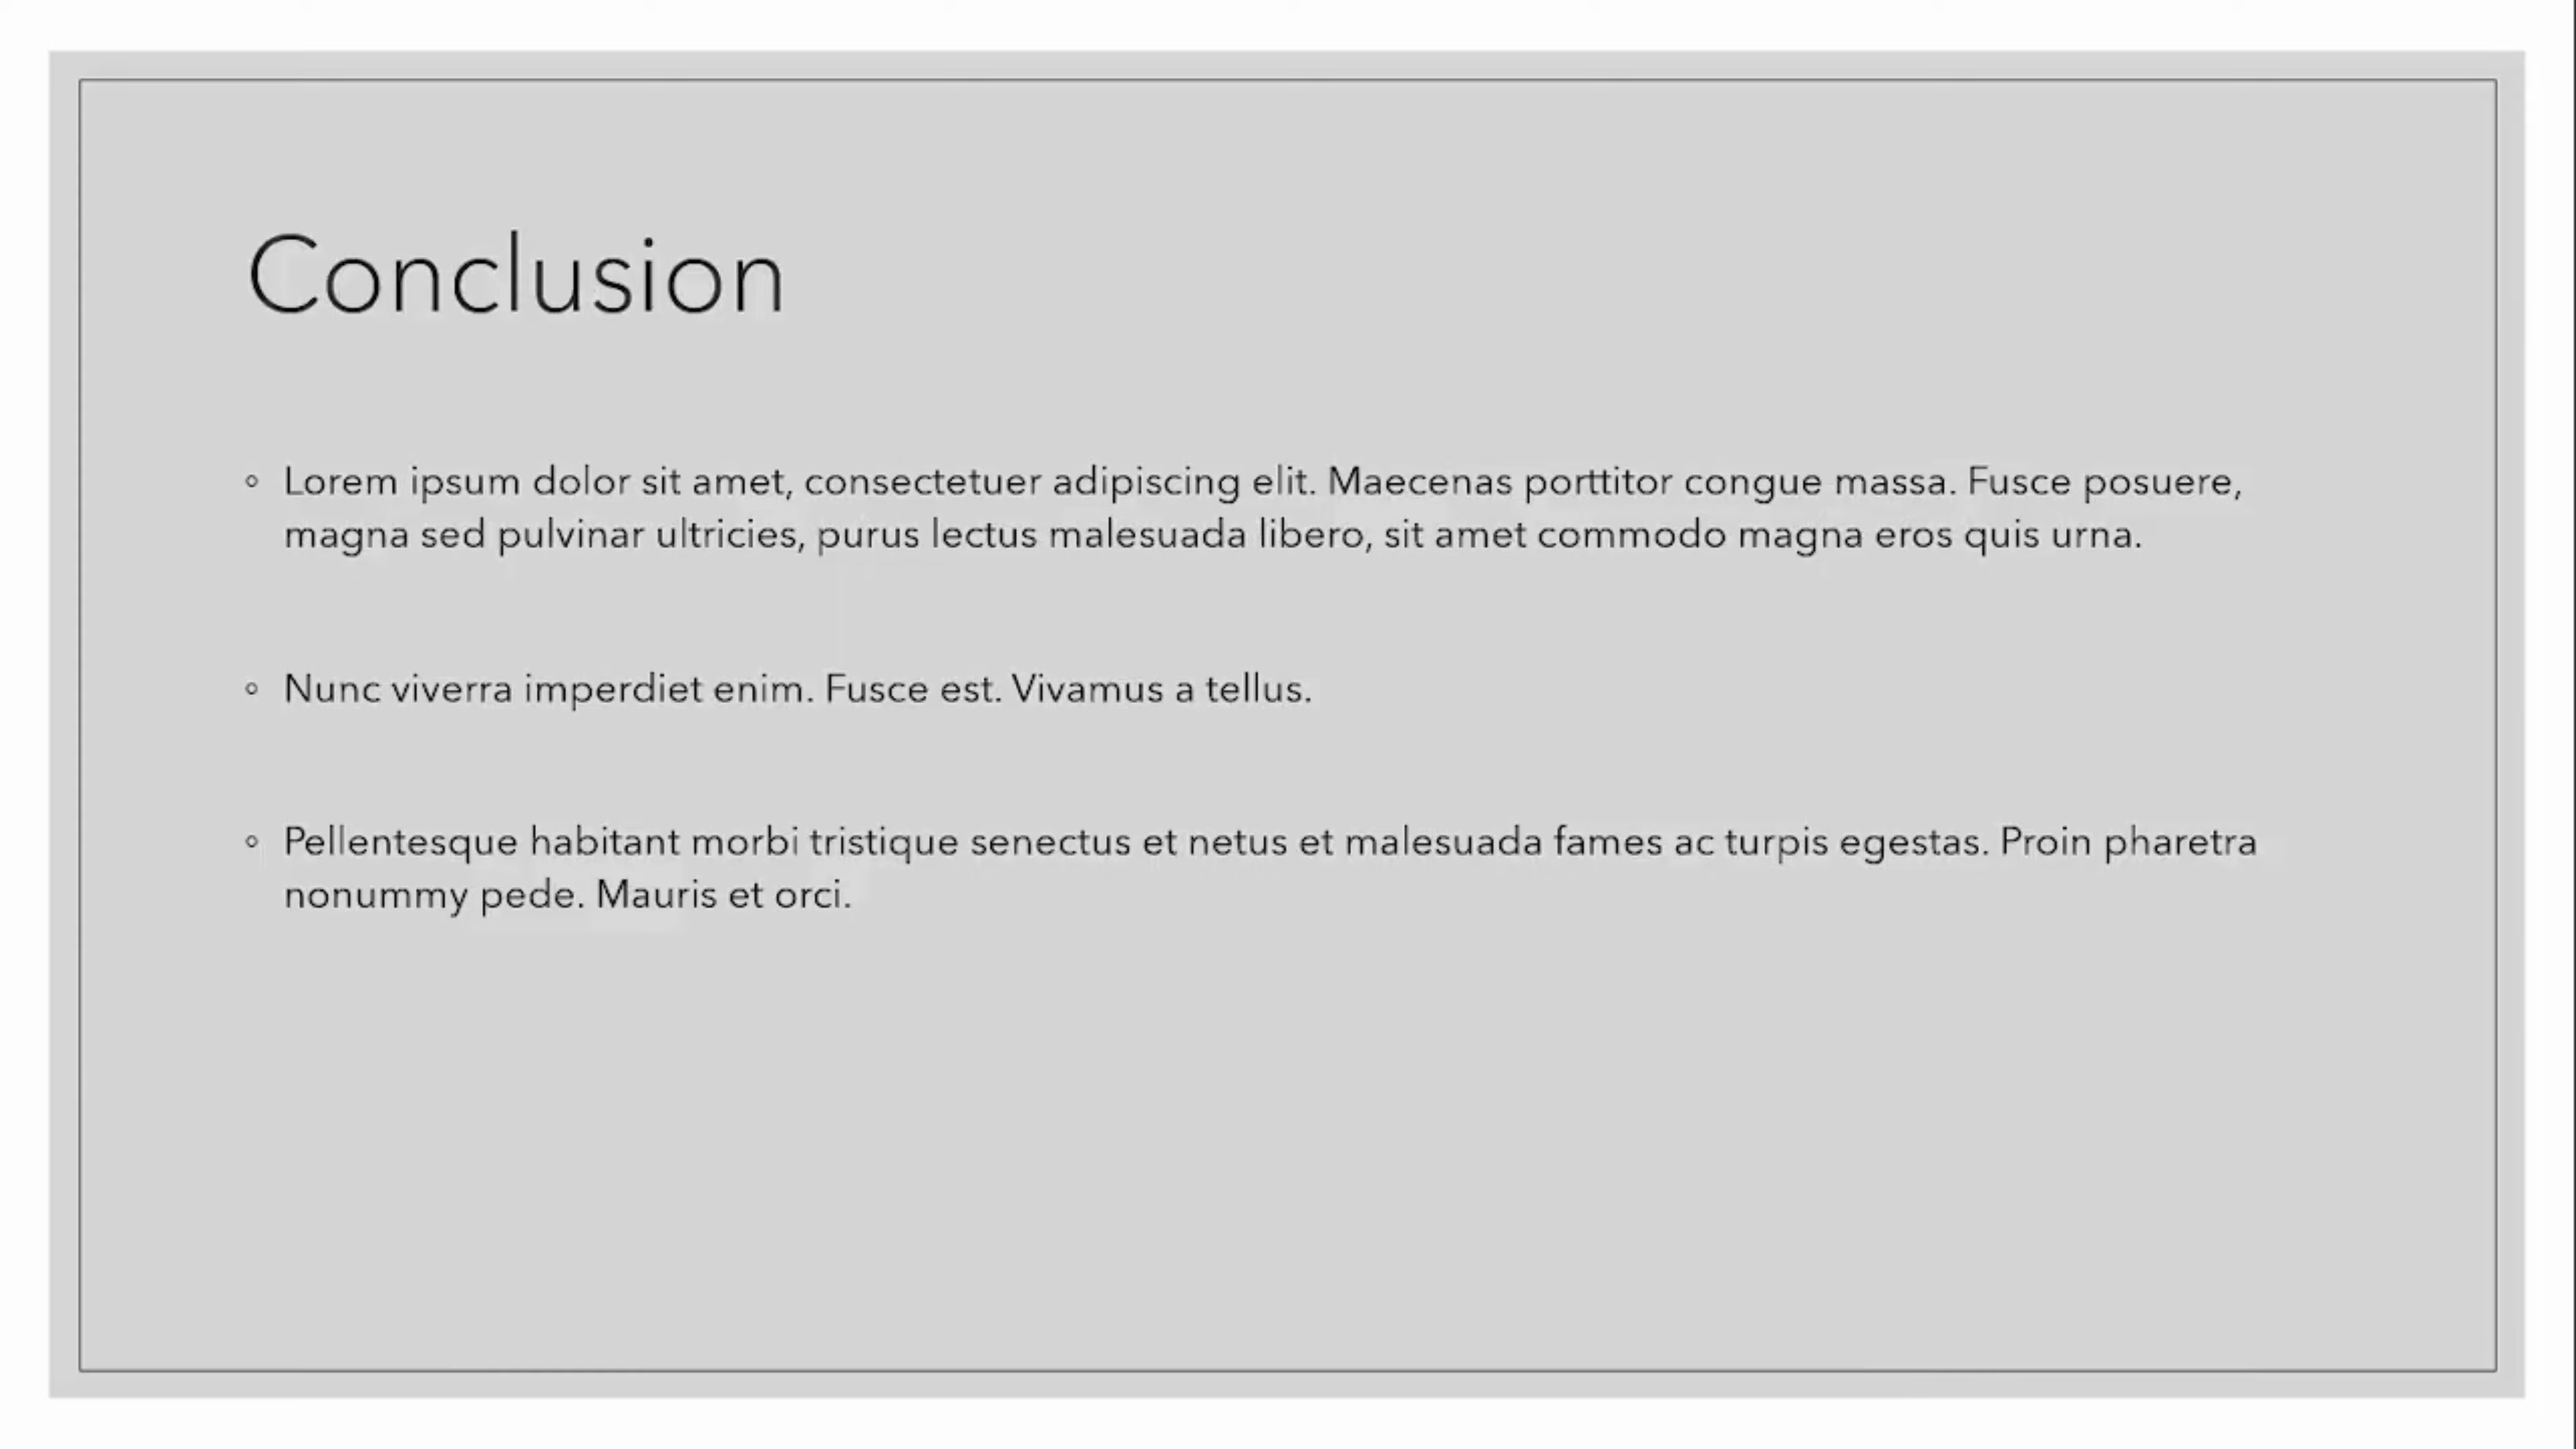 Conclusion
◦ Lorem ipsum dolor sit amet, consectetuer adipiscing elit. Maecenas porttitor congue massa. Fusce posuere,
magna sed pulvinar ultricies, purus lectus malesuada libero, sit amet commodo magna eros quis urna.
◦ Nunc viverra imperdiet enim. Fusce est. Vivamus a tellus.
◦ Pellentesque habitant morbi tristique senectus et netus et malesuada fames ac turpis egestas. Proin pharetra
nonummy pede. Mauris et orci.